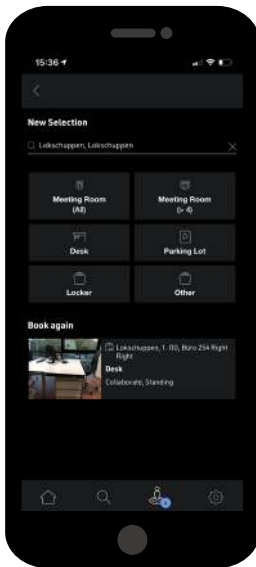 15:36
New Selection
Lokschuppen, Lokschuppen
Meeting Room
(All)
Meeting Room
(> 4)
Desk
Parking Lot
Locker
Other
Book again
Lokschuppen, 1. OG, Büro 254 Right
Right
Desk
Collaborate, Standing